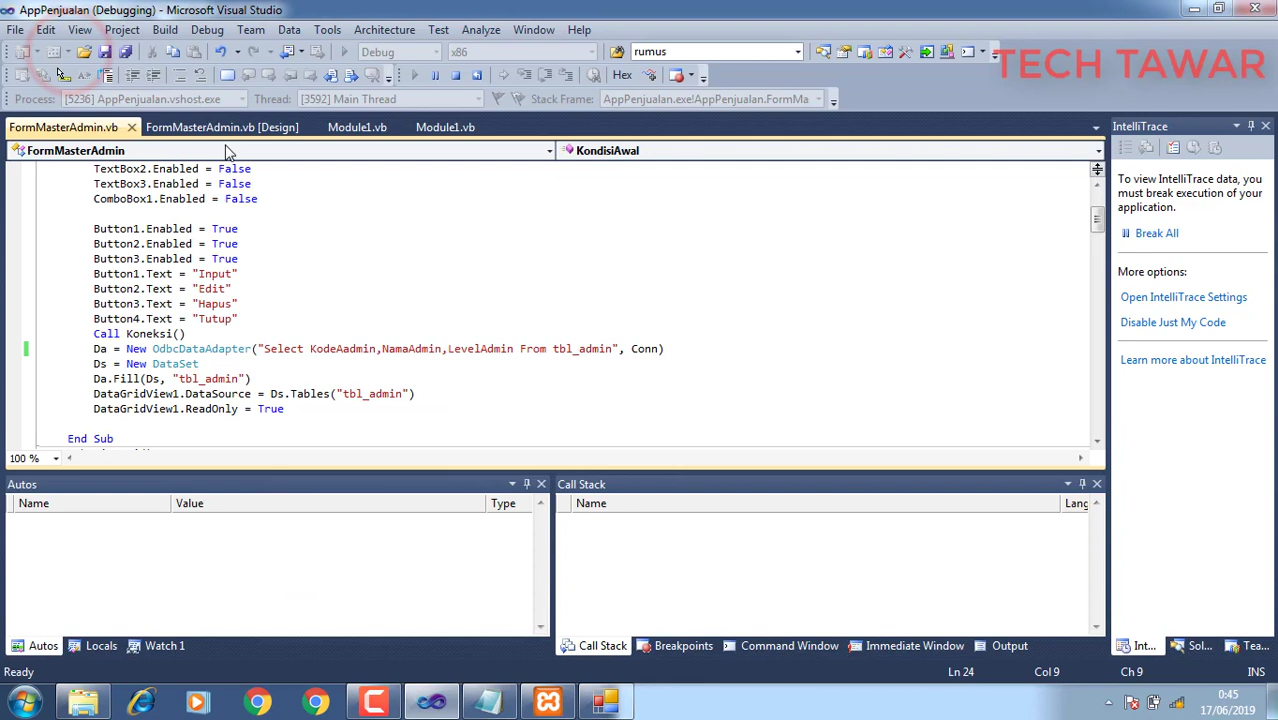 AppPenjualan (Debugging) - Microsoft Visual Studio
File Edit View Project Build Debug Team Data Tools Architecture Test Analyze Window Help
Debug x86 rumus
Hex
TECH TAWAR
Process: [5236] AppPenjualan.vshost.exe Thread: [3592] Main Thread Stack Frame: AppPenjualan.exe!AppPenjualan.FormMa
FormMasterAdmin.vb FormMasterAdmin.vb [Design] Module1.vb Module1.vb
FormMasterAdmin KondisiAwal
TextBox2.Enabled = False
TextBox3.Enabled = False
ComboBox1.Enabled = False
Button1.Enabled = True
Button2.Enabled = True
Button3.Enabled = True
Button1.Text = "Input"
Button2.Text = "Edit"
Button3.Text = "Hapus"
Button4.Text = "Tutup"
Call Koneksi()
Da = New OdbcDataAdapter("Select KodeAadmin,NamaAdmin,LevelAdmin From tbl_admin", Conn)
Ds = New DataSet
Da.Fill(Ds, "tbl_admin")
DataGridView1.DataSource = Ds.Tables("tbl_admin")
DataGridView1.ReadOnly = True
End Sub
100 %
IntelliTrace
To view IntelliTrace data, you
must break execution of your
application.
Break All
More options:
Open IntelliTrace Settings
Disable Just My Code
Learn more about IntelliTrace
Autos
Name Value Type
Call Stack
Name Lang
Autos Locals Watch 1
Call Stack Breakpoints Command Window Immediate Window Output
Int... Sol... Tea...
Ready Ln 24 Col 9 Ch 9 INS
0:45
17/06/2019